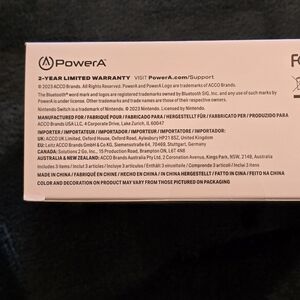 PowerA
FC
2-YEAR LIMITED WARRANTY VISIT PowerA.com/Support
© 2023 ACCO Brands. All Rights Reserved. PowerA and PowerA Logo are trademarks of ACCO Brands.
The Bluetooth® word mark and logos are registered trademarks owned by Bluetooth SIG, Inc. and any use of such marks by
PowerA is under license. Other trademarks and trade names are those of their respective owners.
Nintendo Switch is a trademark of Nintendo. © 2023 Nintendo. Licensed by Nintendo.
MANUFACTURED FOR / FABRIQUÉ POUR / FABRICADO PARA / HERGESTELLT FÜR / FABRICATO PER / PRODUZIDO PARA
ACCO Brands USA LLC, 4 Corporate Drive, Lake Zurich, IL 60047
IMPORTER / IMPORTATEUR / IMPORTADOR / IMPORTEUR / IMPORTATORE / IMPORTADOR
UK: ACCO UK Limited, Oxford House, Oxford Road, Aylesbury HP21 8SZ, United Kingdom
EU: Leitz ACCO Brands GmbH & Co KG, Siemensstraße 64, 70469, Stuttgart, Germany
CANADA: Solutions 2 Go, Inc., 15 Production Road, Brampton ON, L6T 4N8
AUSTRALIA & NEW ZEALAND: ACCO Brands Australia Pty Ltd, 2 Coronation Avenue, Kings Park, NSW, 2148, Australia
Includes 3 items / Inclut 3 articles / Incluye 3 artículos / Enthält 3 einzelteile / Comprende 3 articoli / Inclui 3 itens
MADE IN CHINA / FABRIQUÉ EN CHINE / HECHO EN CHINA / IN CHINA HERGESTELLT / FATTO IN CINA / FEITO NA CHINA
COLOR AND DECORATION ON PRODUCT MAY VARY FROM THOSE PICTURED ON PACKAGING